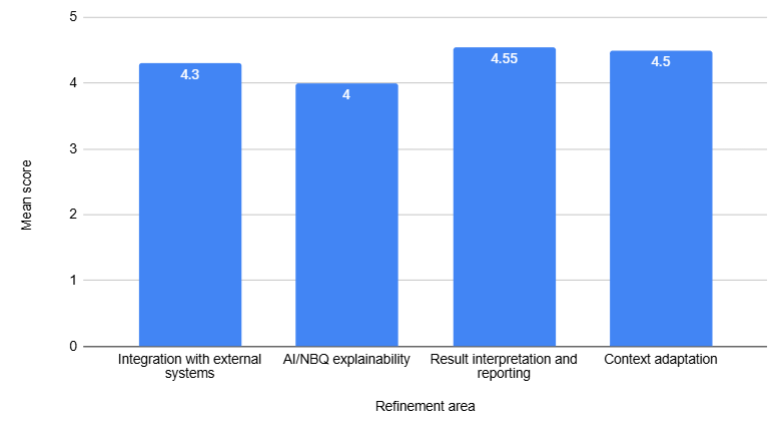 5
4
3
2
1
0
Mean score
4.3
4
4.55
4.5
Integration with external
systems
AI/NBQ explainability
Result interpretation and
reporting
Context adaptation
Refinement area